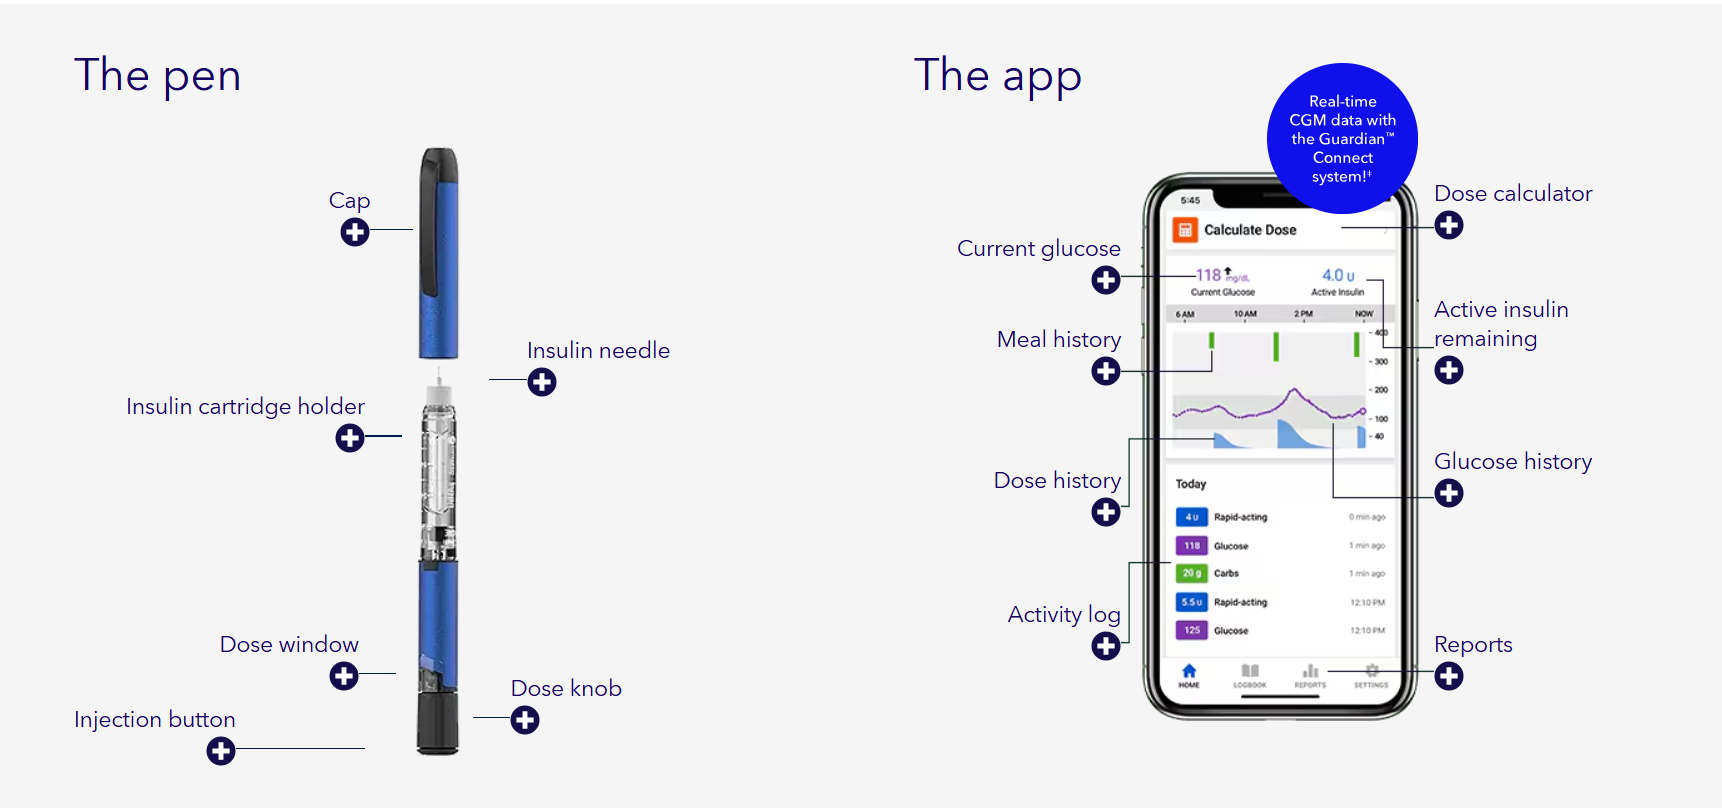 The pen
Cap
Insulin needle
Insulin cartridge holder
Dose window
Dose knob
Injection button
The app
Real-time
CGM data with
the Guardian™
Connect
system!‡
Dose calculator
Current glucose
Active insulin
remaining
Meal history
Glucose history
Dose history
Activity log
Reports
5:45
Calculate Dose
118 mg/dL
Current Glucose
4.0 u
Active Insulin
6 AM 10 AM 2 PM NOW
- 400
- 300
- 200
- 100
- 40
Today
4 u Rapid-acting 0 min ago
118 Glucose 1 min ago
20 g Carbs 1 min ago
5.5 u Rapid-acting 12:10 PM
125 Glucose 12:10 PM
HOME LOGBOOK REPORTS SETTINGS